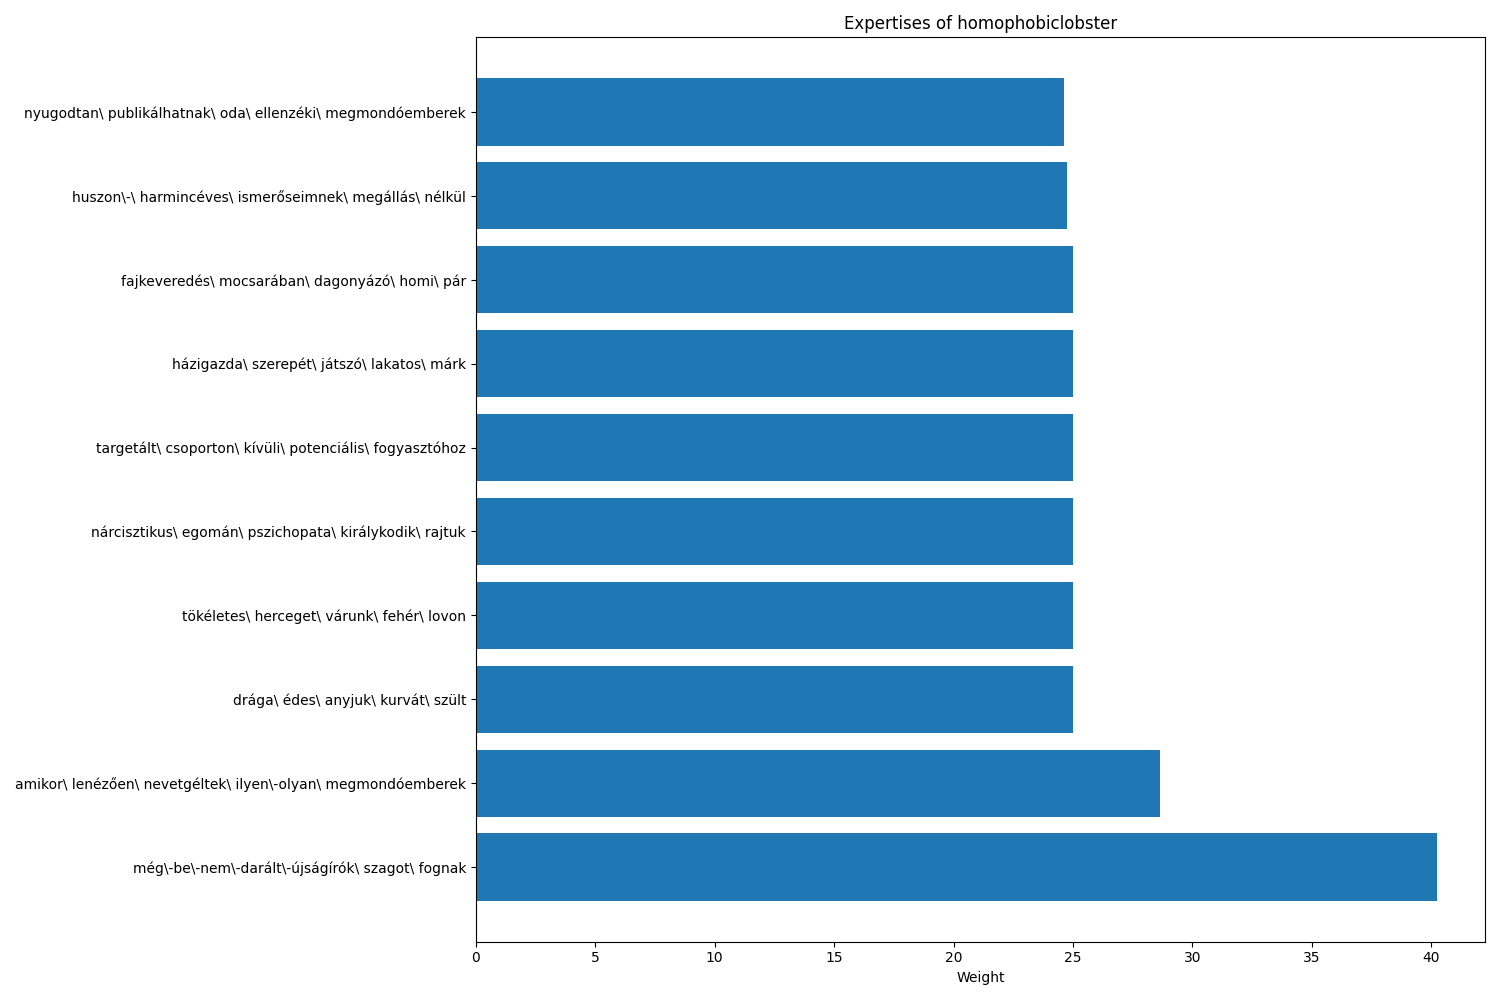 Expertises of homophobiclobster
nyugodtan\ publikálhatnak\ oda\ ellenzéki\ megmondóemberek
huszon\-\ harmincéves\ ismerőseimnek\ megállás\ nélkül
fajkeveredés\ mocsarában\ dagonyázó\ homi\ pár
házigazda\ szerepét\ játszó\ lakatos\ márk
targetált\ csoporton\ kívüli\ potenciális\ fogyasztóhoz
nárcisztikus\ egomán\ pszichopata\ királykodik\ rajtuk
tökéletes\ herceget\ várunk\ fehér\ lovon
drága\ édes\ anyjuk\ kurvát\ szült
amikor\ lenézően\ nevetgéltek\ ilyen\-olyan\ megmondóemberek
még\-be\-nem\-darált\-újságírók\ szagot\ fognak
0 5 10 15 20 25 30 35 40
Weight